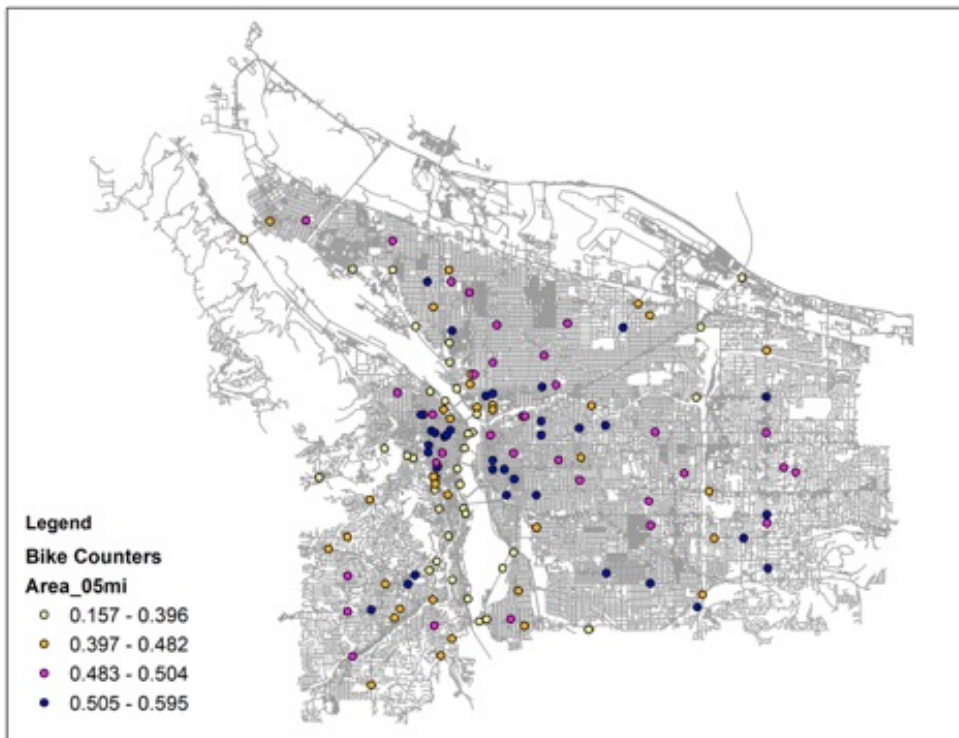 Legend
Bike Counters
Area_05mi
0.157 - 0.396
0.397 - 0.482
0.483 - 0.504
0.505 - 0.595